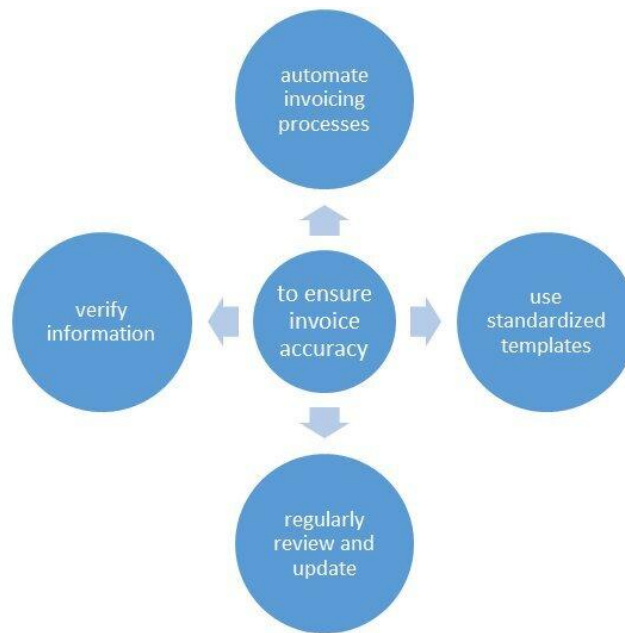 automate
invoicing
processes
verify
information
to ensure
invoice
accuracy
use
standardized
templates
regularly
review and
update